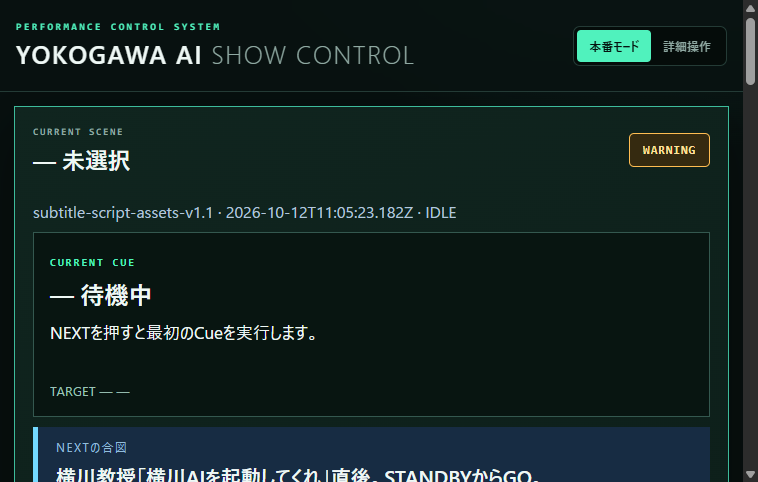 PERFORMANCE CONTROL SYSTEM
YOKOGAWA AI SHOW CONTROL
本番モード 詳細操作
CURRENT SCENE
— 未選択
WARNING
subtitle-script-assets-v1.1 · 2026-10-12T11:05:23.182Z · IDLE
CURRENT CUE
— 待機中
NEXTを押すと最初のCueを実行します。
TARGET — —
NEXTの合図
横川教授「横川AIを起動してくれ」直後。STANDBYからGO。